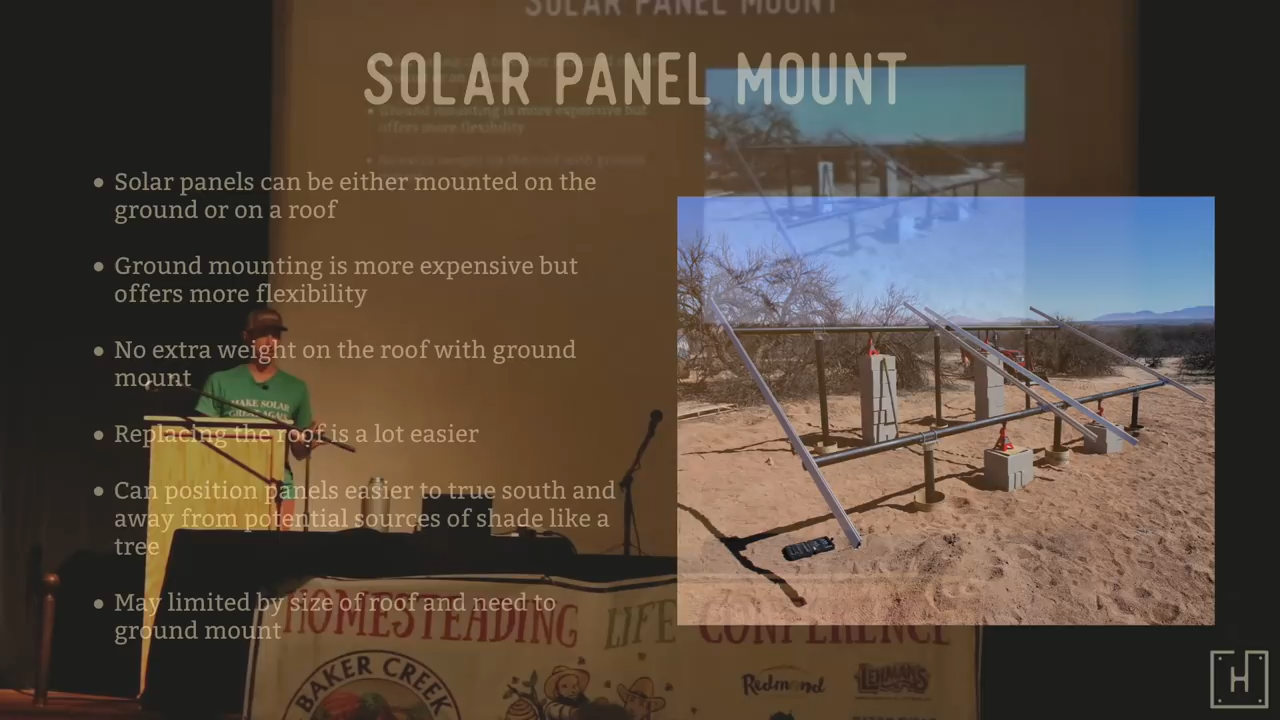 SOLAR PANEL MOUNT
SOLAR PANEL MOUNT
Ground mounting is more expensive but
offers more flexibility
• Solar panels can be either mounted on the
ground or on a roof
• Ground mounting is more expensive but
offers more flexibility
• No extra weight on the roof with ground
mount
• Replacing the roof is a lot easier
• Can position panels easier to true south and
away from potential sources of shade like a
tree
• May limited by size of roof and need to
ground mount
MAKE SOLAR
GREAT AGAIN
HOMESTEADING LIFE CONFERENCE
BAKER CREEK
Redmond
LEHMAN'S
H